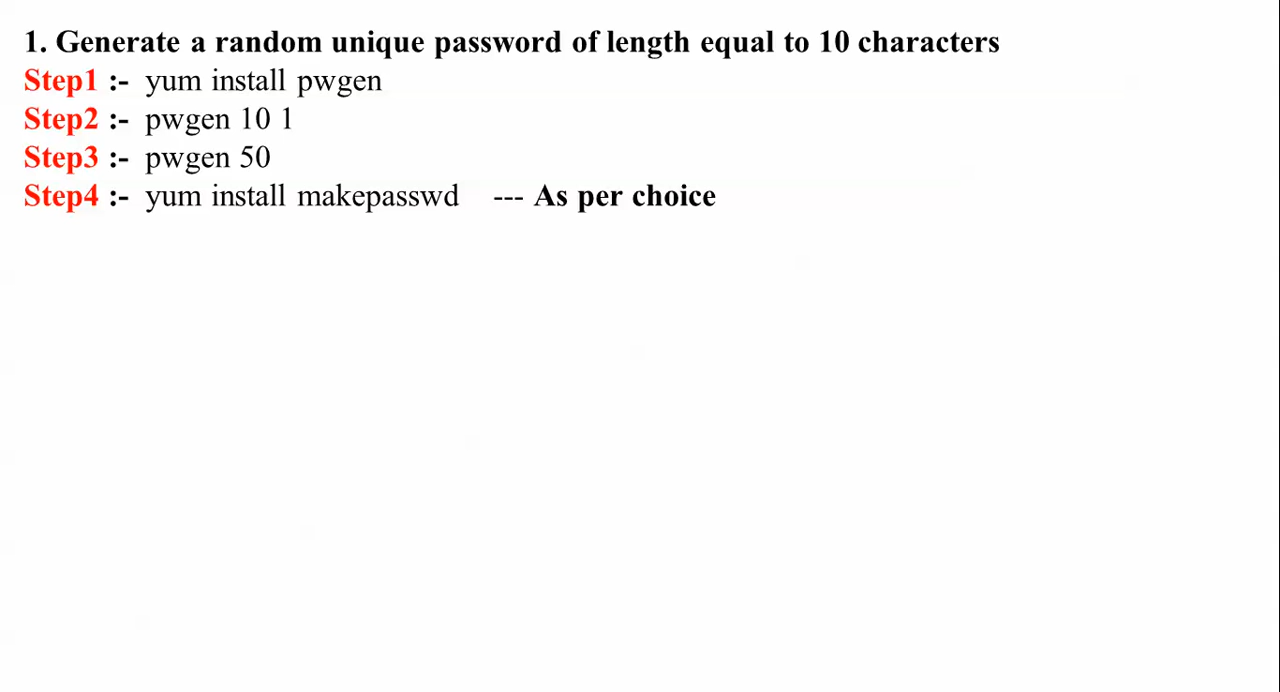 1. Generate a random unique password of length equal to 10 characters
Step1 :- yum install pwgen
Step2 :- pwgen 10 1
Step3 :- pwgen 50
Step4 :- yum install makepasswd --- As per choice